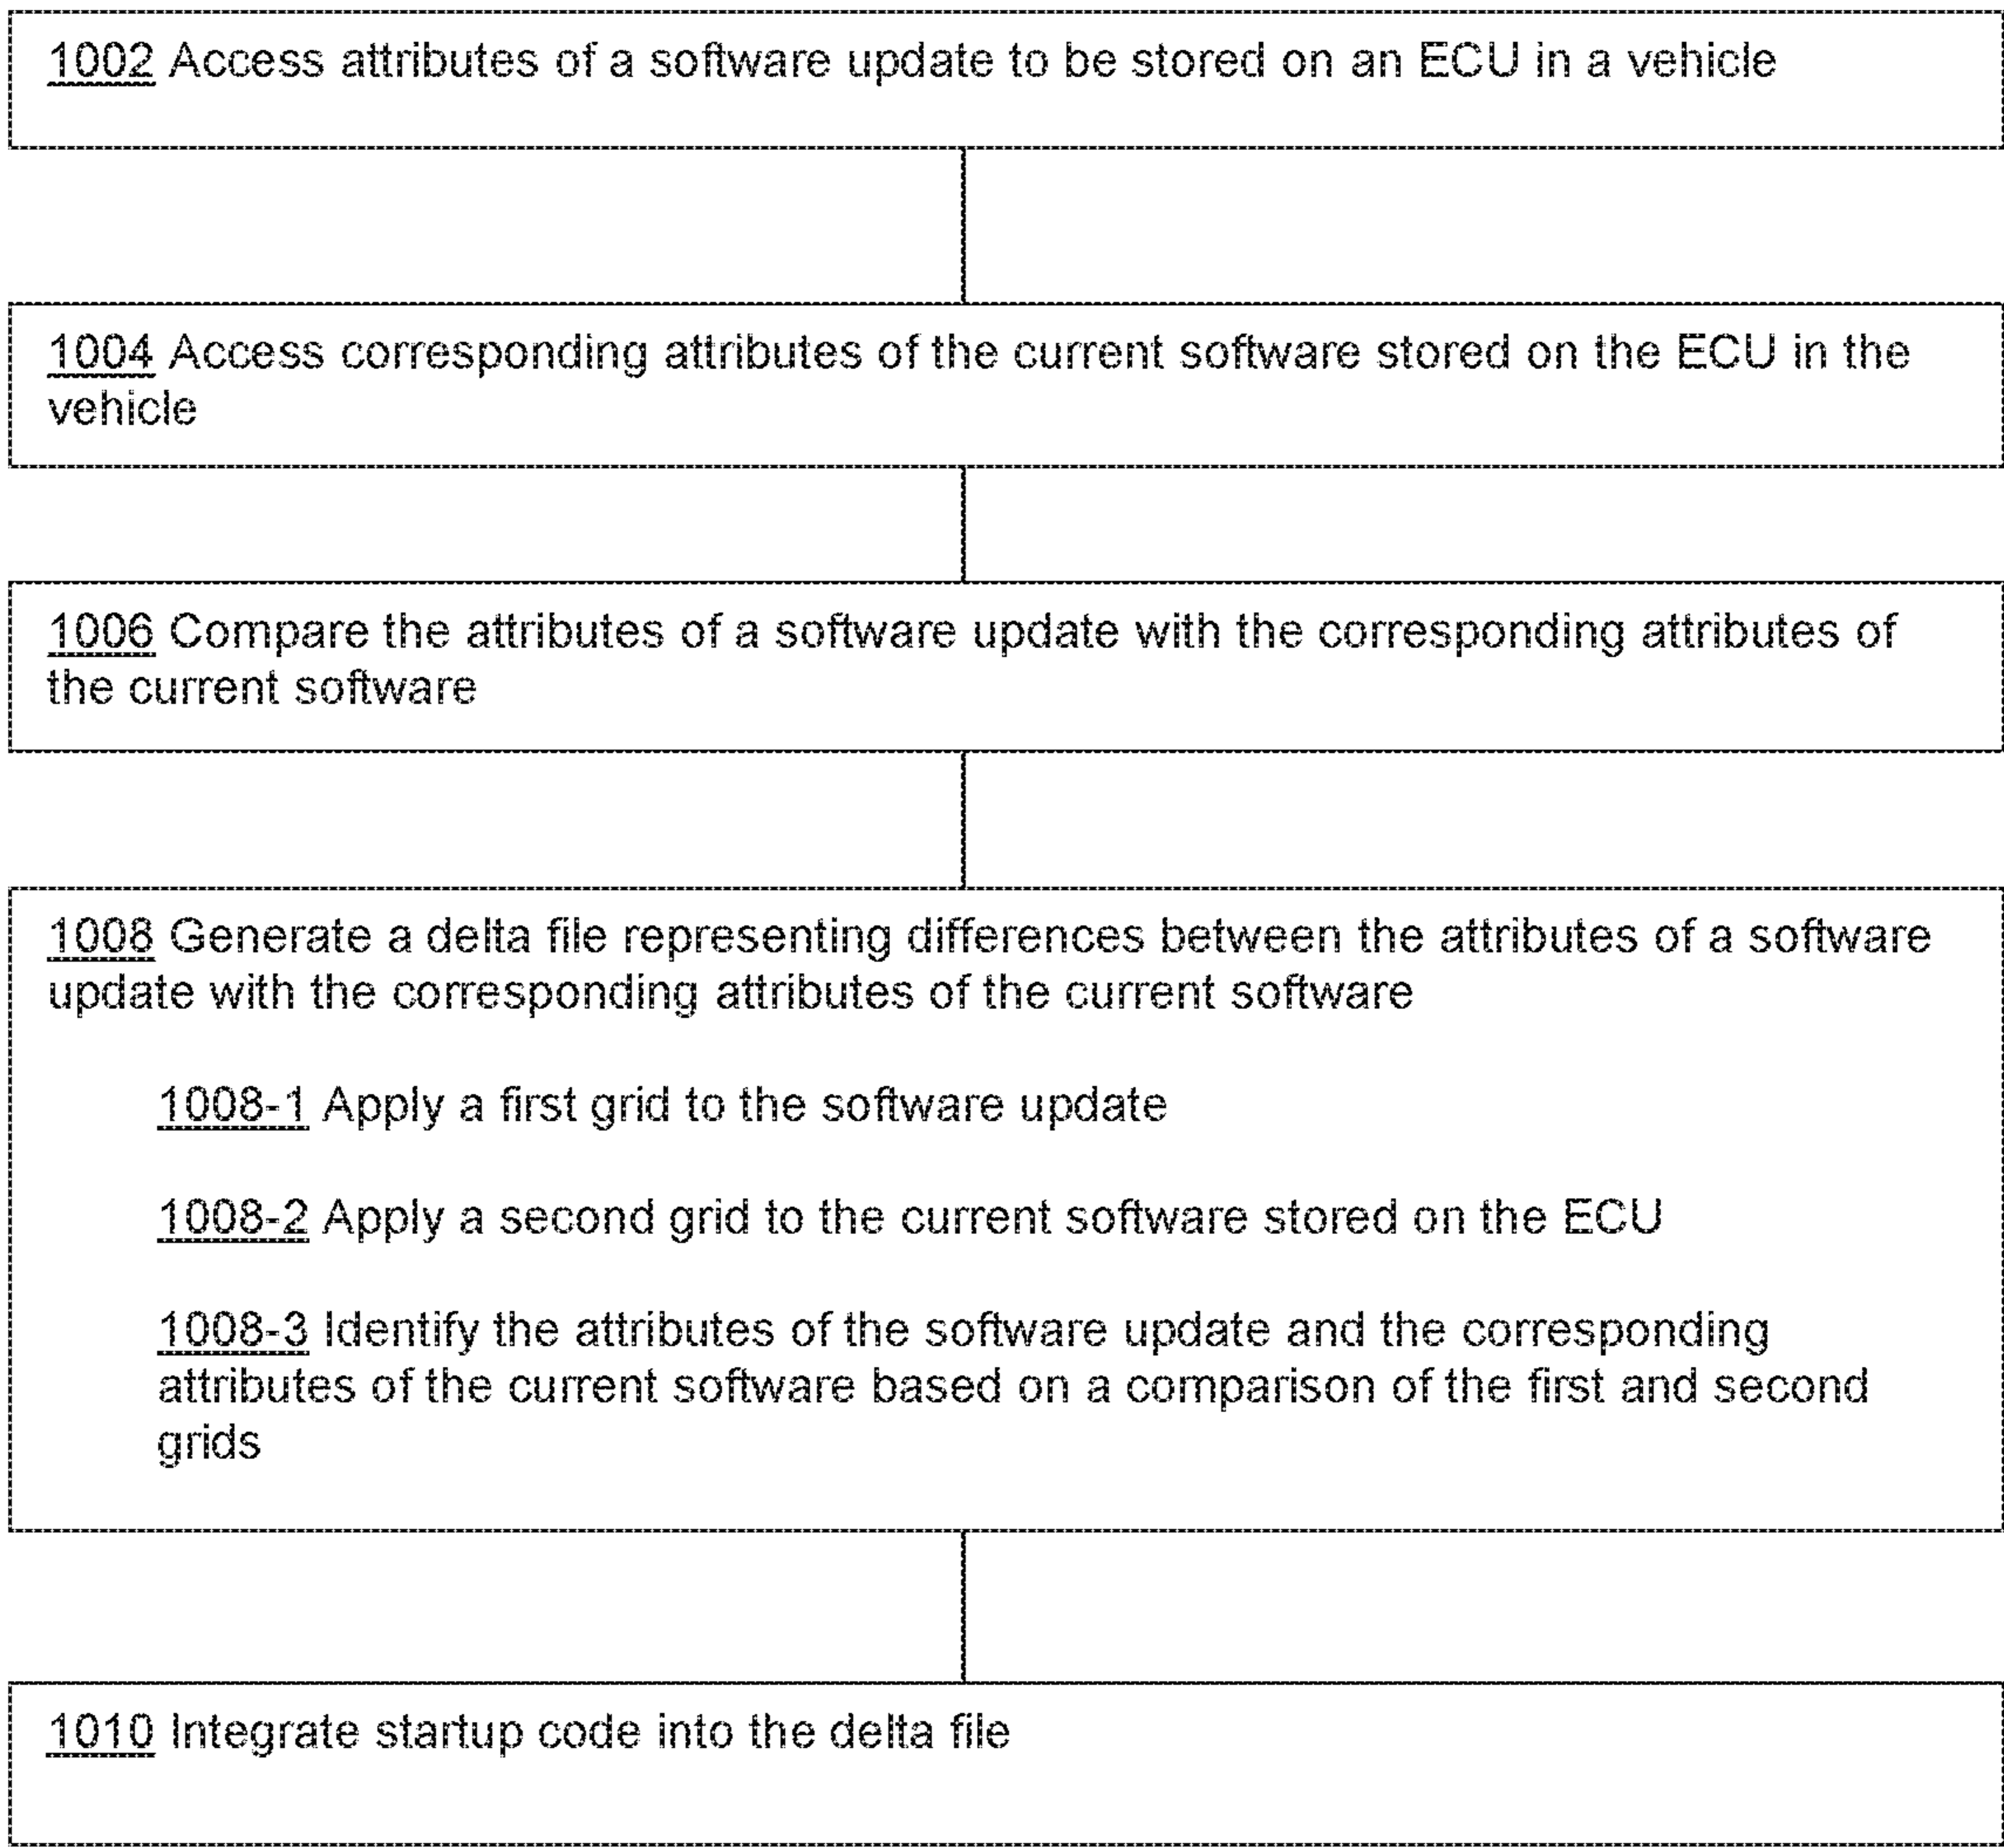 1002 Access attributes of a software update to be stored on an ECU in a vehicle
1004 Access corresponding attributes of the current software stored on the ECU in the
vehicle
1006 Compare the attributes of a software update with the corresponding attributes of
the current software
1008 Generate a delta file representing differences between the attributes of a software
update with the corresponding attributes of the current software
1008-1 Apply a first grid to the software update
1008-2 Apply a second grid to the current software stored on the ECU
1008-3 Identify the attributes of the software update and the corresponding
attributes of the current software based on a comparison of the first and second
grids
1010 Integrate startup code into the delta file